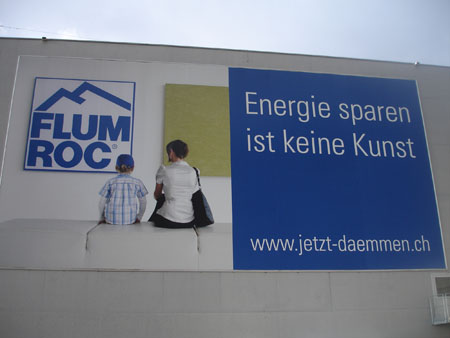 FLUM
ROC®
Energie sparen
ist keine Kunst
www.jetzt-daemmen.ch